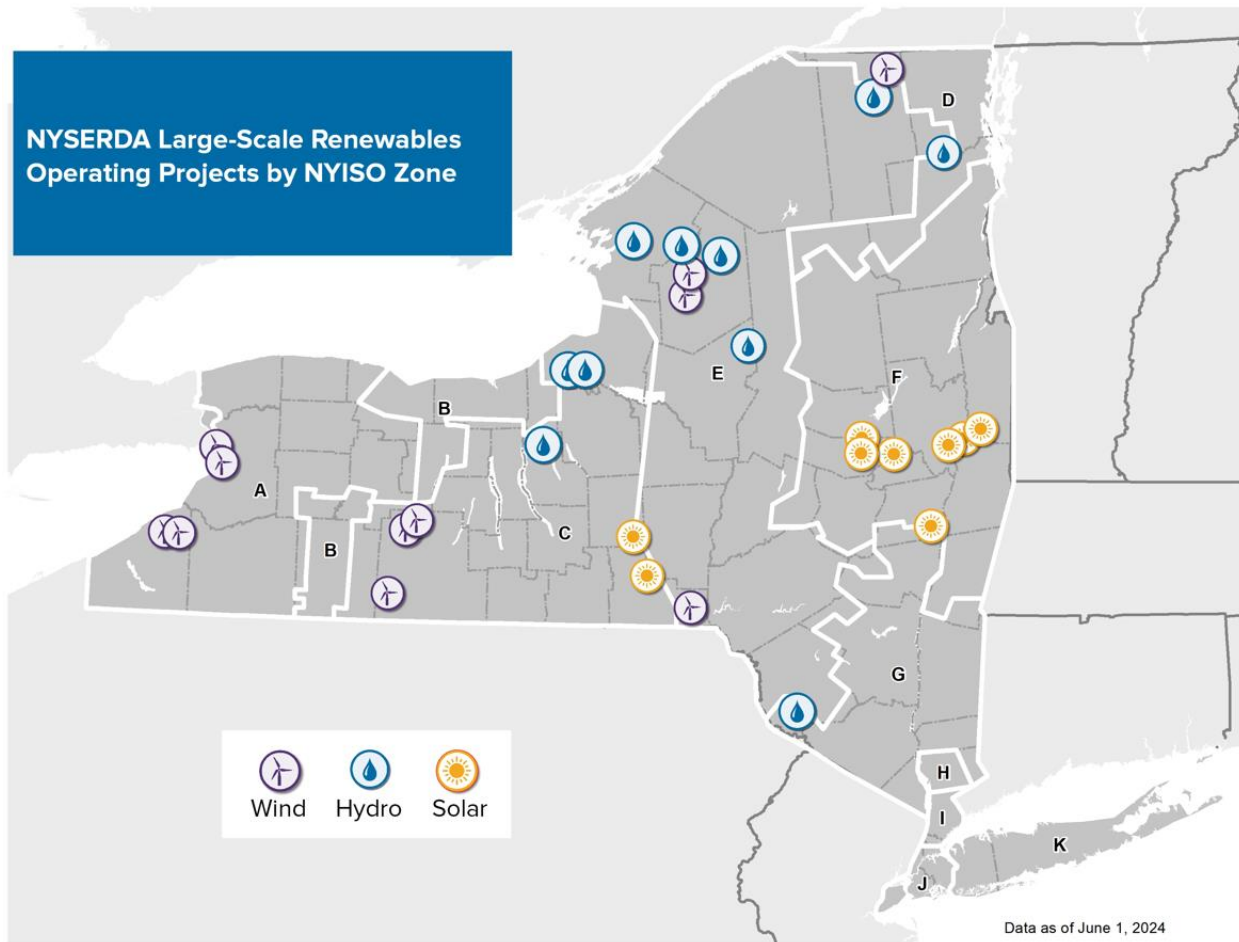 NYSERDA Large-Scale Renewables
Operating Projects by NYISO Zone
D
E
F
B
A
B
C
G
H
I
K
J
Wind Hydro Solar
Data as of June 1, 2024